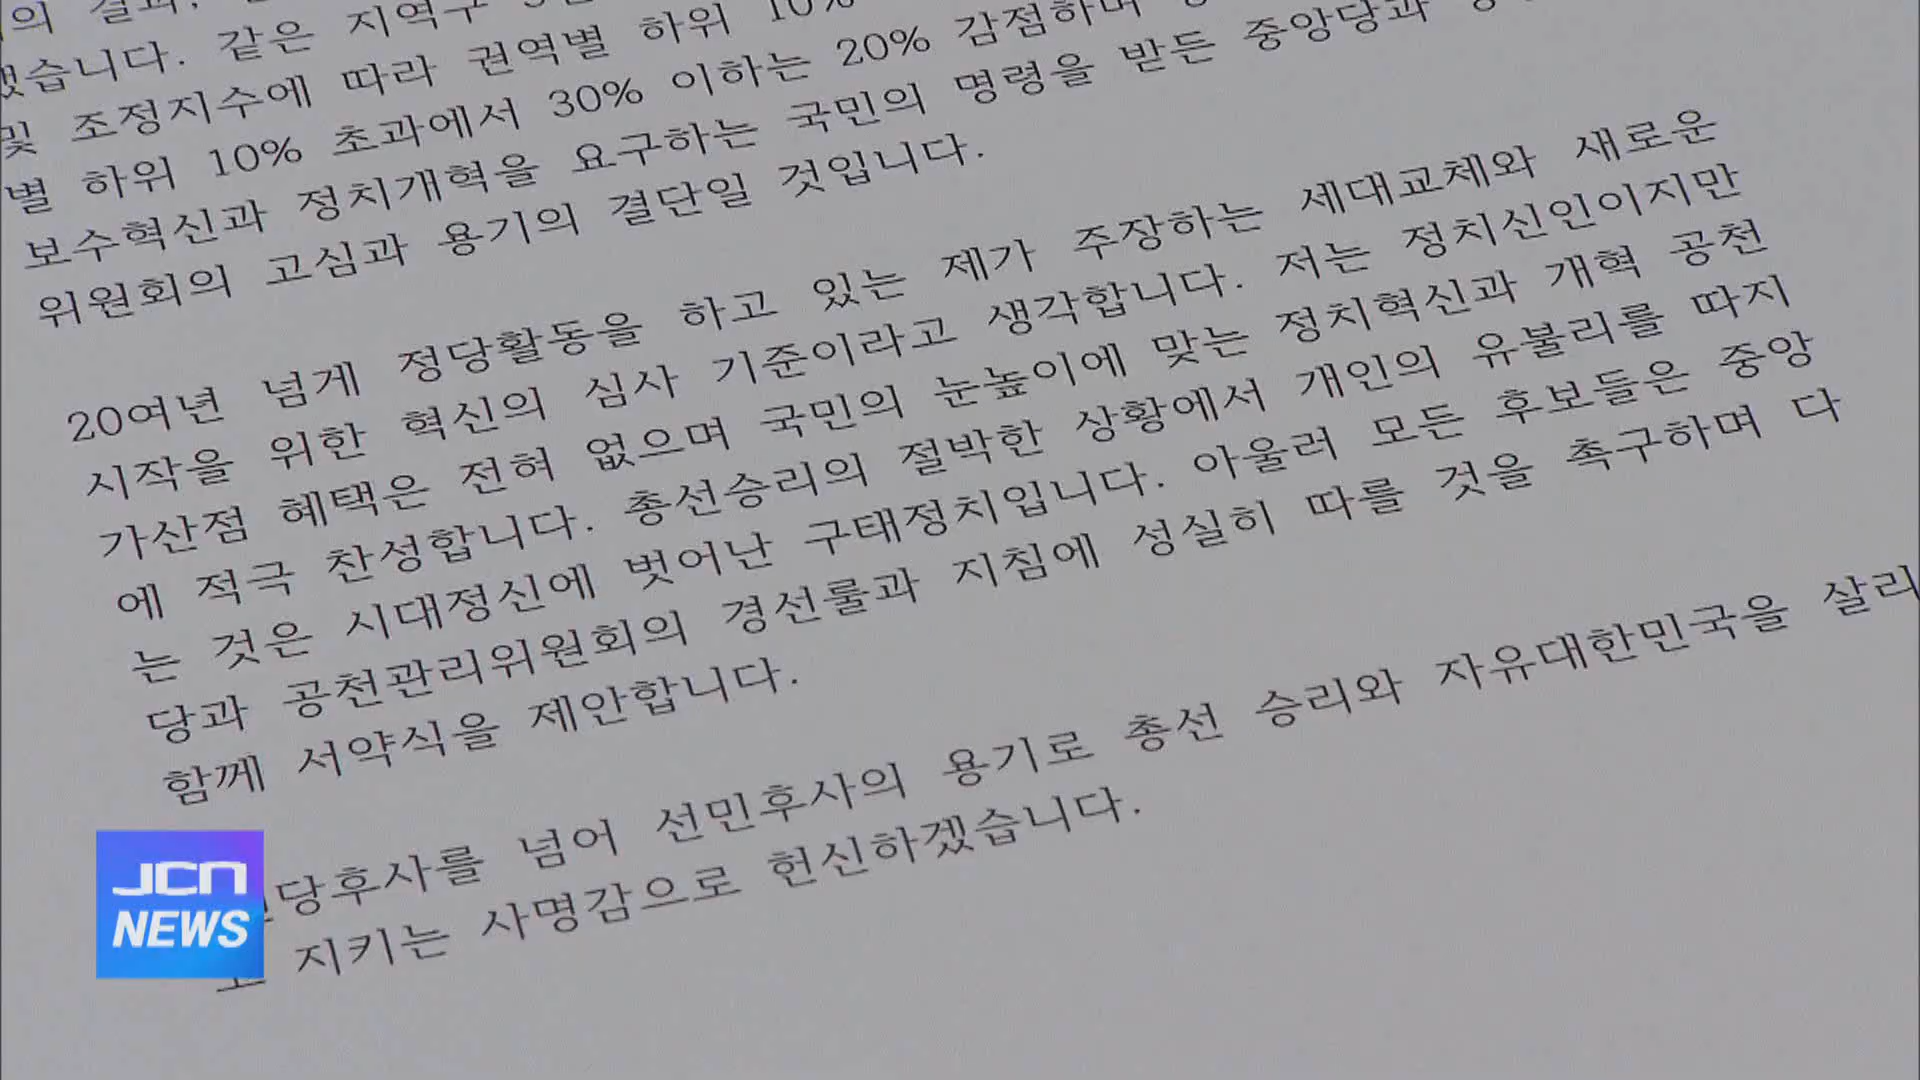 의 결과,
했습니다. 같은 지역구
및 조정지수에 따라 권역별 하위 10%
별 하위 10% 초과에서 30% 이하는 20% 감점하며
보수혁신과 정치개혁을 요구하는 국민의 명령을 받든 중앙당과
위원회의 고심과 용기의 결단일 것입니다.
20여년 넘게 정당활동을 하고 있는 제가 주장하는 세대교체와 새로운
시작을 위한 혁신의 심사 기준이라고 생각합니다. 저는 정치신인이지만
가산점 혜택은 전혀 없으며 국민의 눈높이에 맞는 정치혁신과 개혁 공천
에 적극 찬성합니다. 총선승리의 절박한 상황에서 개인의 유불리를 따지
는 것은 시대정신에 벗어난 구태정치입니다. 아울러 모든 후보들은 중앙
당과 공천관리위원회의 경선룰과 지침에 성실히 따를 것을 촉구하며 다
함께 서약식을 제안합니다.
당후사를 넘어 선민후사의 용기로 총선 승리와 자유대한민국을 살리
지키는 사명감으로 헌신하겠습니다.
JCN
NEWS